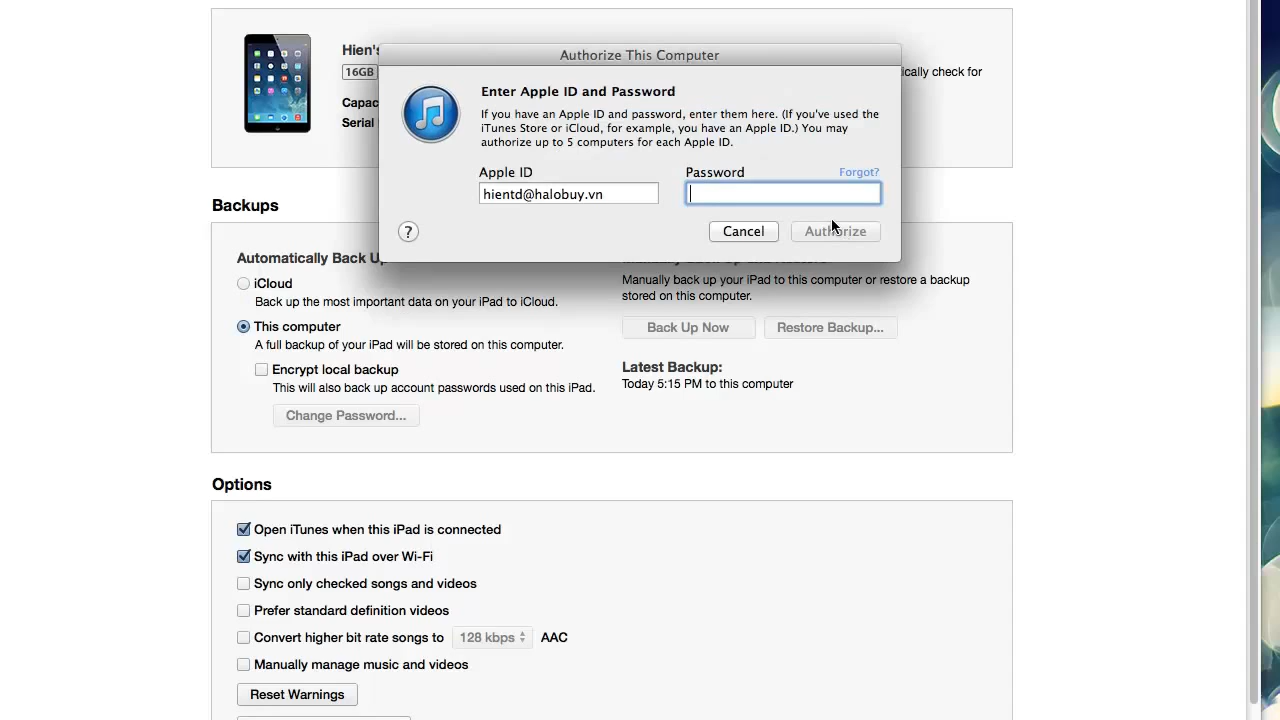 Authorize This Computer
Enter Apple ID and Password
If you have an Apple ID and password, enter them here. (If you've used the
iTunes Store or iCloud, for example, you have an Apple ID.) You may
authorize up to 5 computers for each Apple ID.
Apple ID
Password
Forgot?
hientd@halobuy.vn
?
Cancel
Authorize
Hien's
16GB
ically check for
Capac
Serial
Backups
Automatically Back Up
iCloud
Back up the most important data on your iPad to iCloud.
This computer
A full backup of your iPad will be stored on this computer.
Encrypt local backup
This will also back up account passwords used on this iPad.
Change Password...
Manually back up your iPad to this computer or restore a backup
stored on this computer.
Back Up Now
Restore Backup...
Latest Backup:
Today 5:15 PM to this computer
Options
Open iTunes when this iPad is connected
Sync with this iPad over Wi-Fi
Sync only checked songs and videos
Prefer standard definition videos
Convert higher bit rate songs to 128 kbps AAC
Manually manage music and videos
Reset Warnings